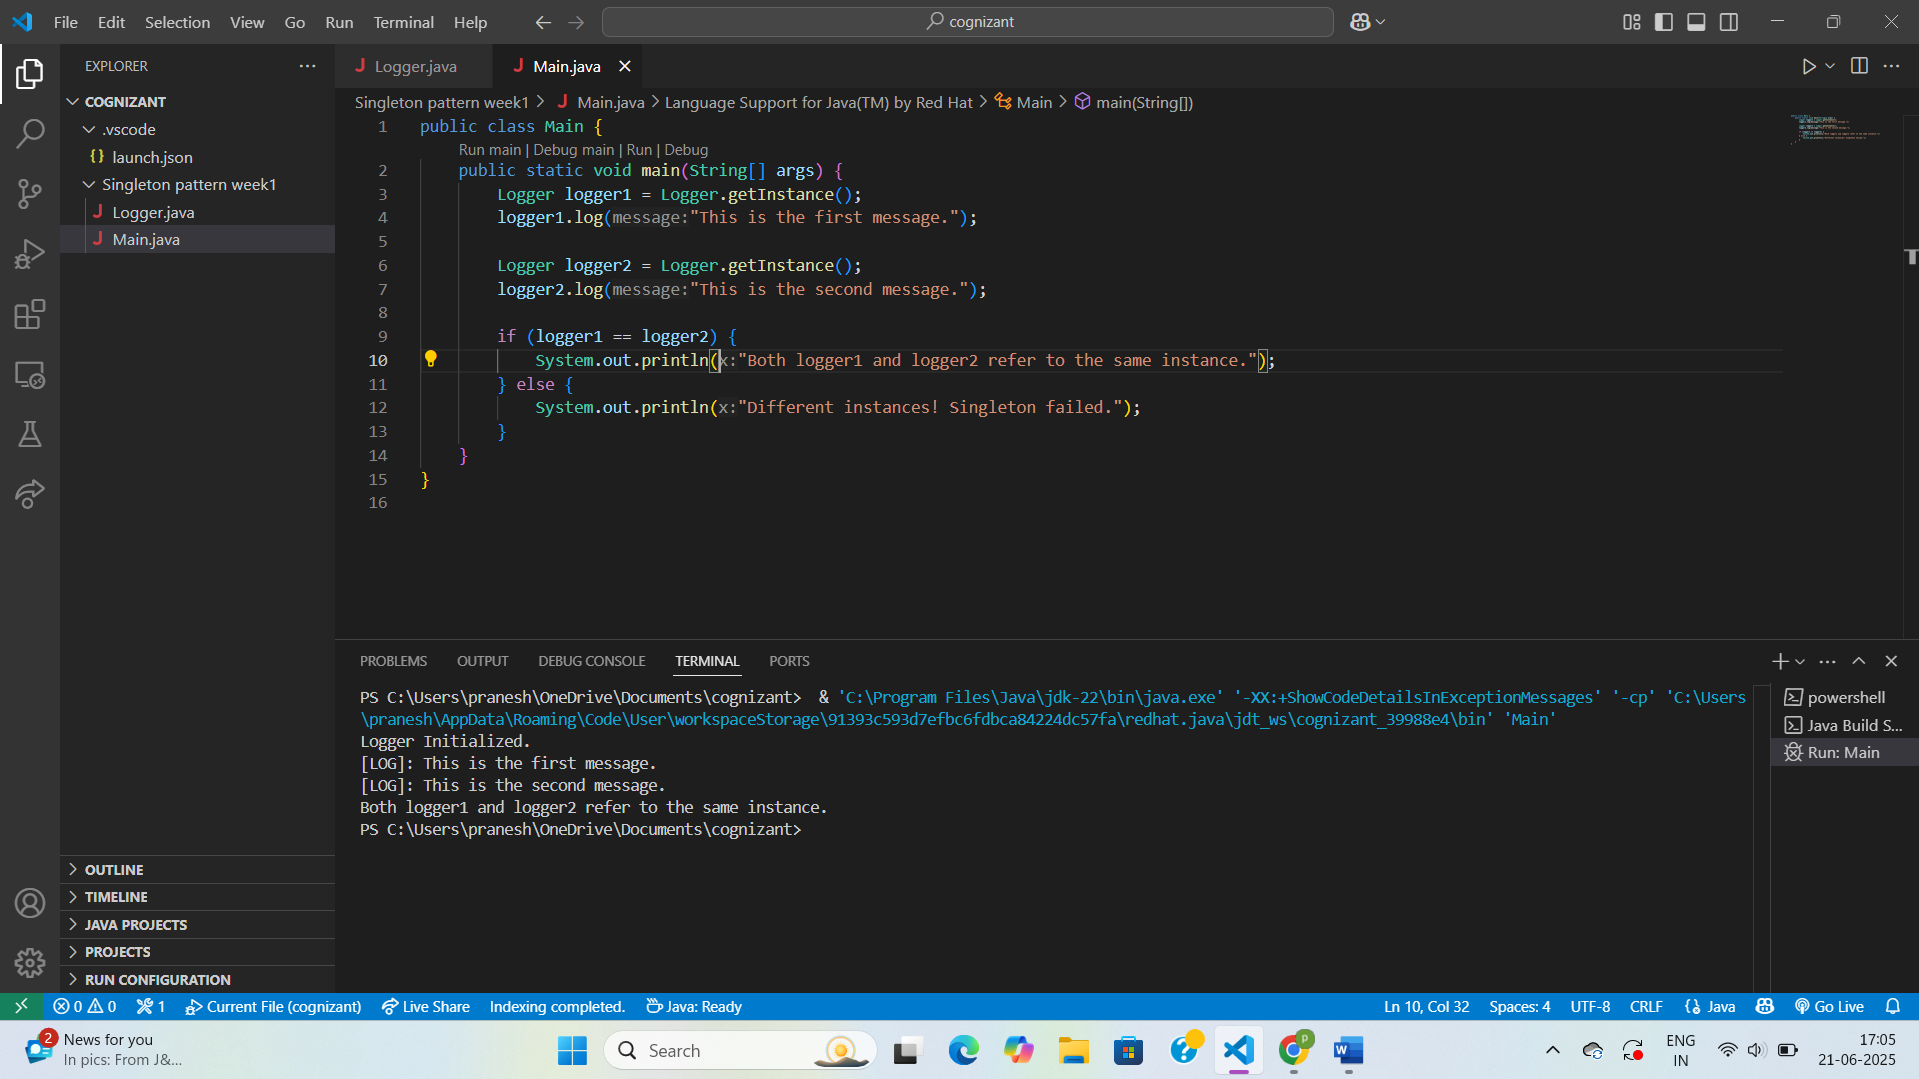 File Edit Selection View Go Run Terminal Help
cognizant
EXPLORER
COGNIZANT
.vscode
launch.json
Singleton pattern week1
Logger.java
Main.java
OUTLINE
TIMELINE
JAVA PROJECTS
PROJECTS
RUN CONFIGURATION
Logger.java Main.java
Singleton pattern week1 > Main.java > Language Support for Java(TM) by Red Hat > Main > main(String[])
1 public class Main {
Run main | Debug main | Run | Debug
2 public static void main(String[] args) {
3 Logger logger1 = Logger.getInstance();
4 logger1.log(message:"This is the first message.");
5
6 Logger logger2 = Logger.getInstance();
7 logger2.log(message:"This is the second message.");
8
9 if (logger1 == logger2) {
10 System.out.println(x:"Both logger1 and logger2 refer to the same instance.");
11 } else {
12 System.out.println(x:"Different instances! Singleton failed.");
13 }
14 }
15 }
16
PROBLEMS OUTPUT DEBUG CONSOLE TERMINAL PORTS
PS C:\Users\pranesh\OneDrive\Documents\cognizant> & 'C:\Program Files\Java\jdk-22\bin\java.exe' '-XX:+ShowCodeDetailsInExceptionMessages' '-cp' 'C:\Users
\pranesh\AppData\Roaming\Code\User\workspaceStorage\91393c593d7efbc6fdbca84224dc57fa\redhat.java\jdt_ws\cognizant_39988e4\bin' 'Main'
Logger Initialized.
[LOG]: This is the first message.
[LOG]: This is the second message.
Both logger1 and logger2 refer to the same instance.
PS C:\Users\pranesh\OneDrive\Documents\cognizant>
powershell
Java Build S...
Run: Main
0 0 1 Current File (cognizant) Live Share Indexing completed. Java: Ready
Ln 10, Col 32 Spaces: 4 UTF-8 CRLF Java Go Live
2
News for you
In pics: From J&...
Search
P
ENG
IN
17:05
21-06-2025